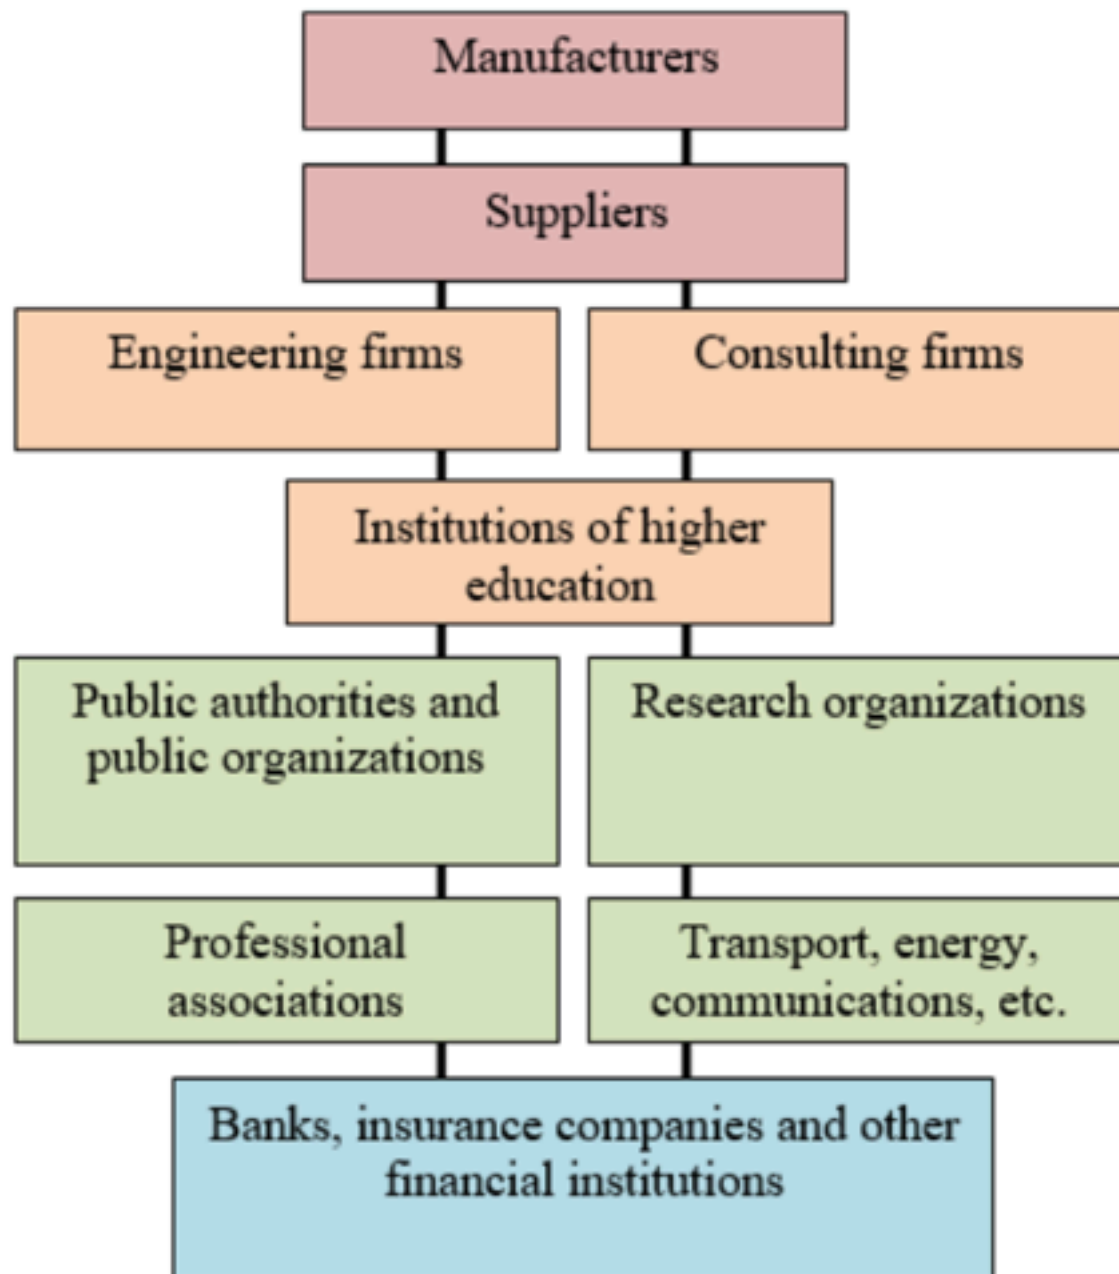 Manufacturers
Suppliers
Engineering firms
Consulting firms
Institutions of higher
education
Public authorities and
public organizations
Research organizations
Professional
associations
Transport, energy,
communications, etc.
Banks, insurance companies and other
financial institutions